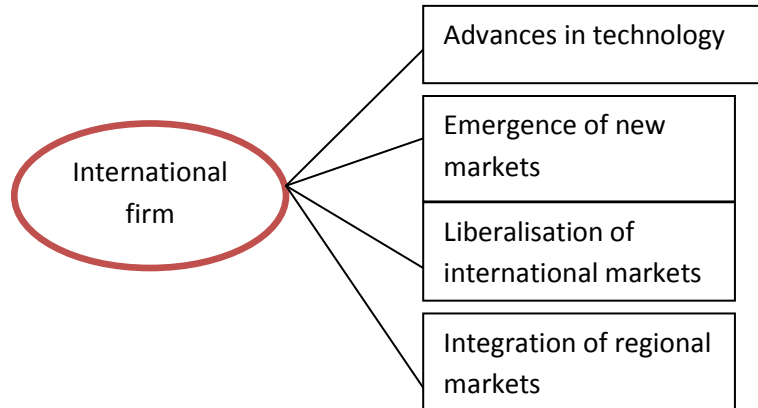 International
firm
Advances in technology
Emergence of new
markets
Liberalisation of
international markets
Integration of regional
markets